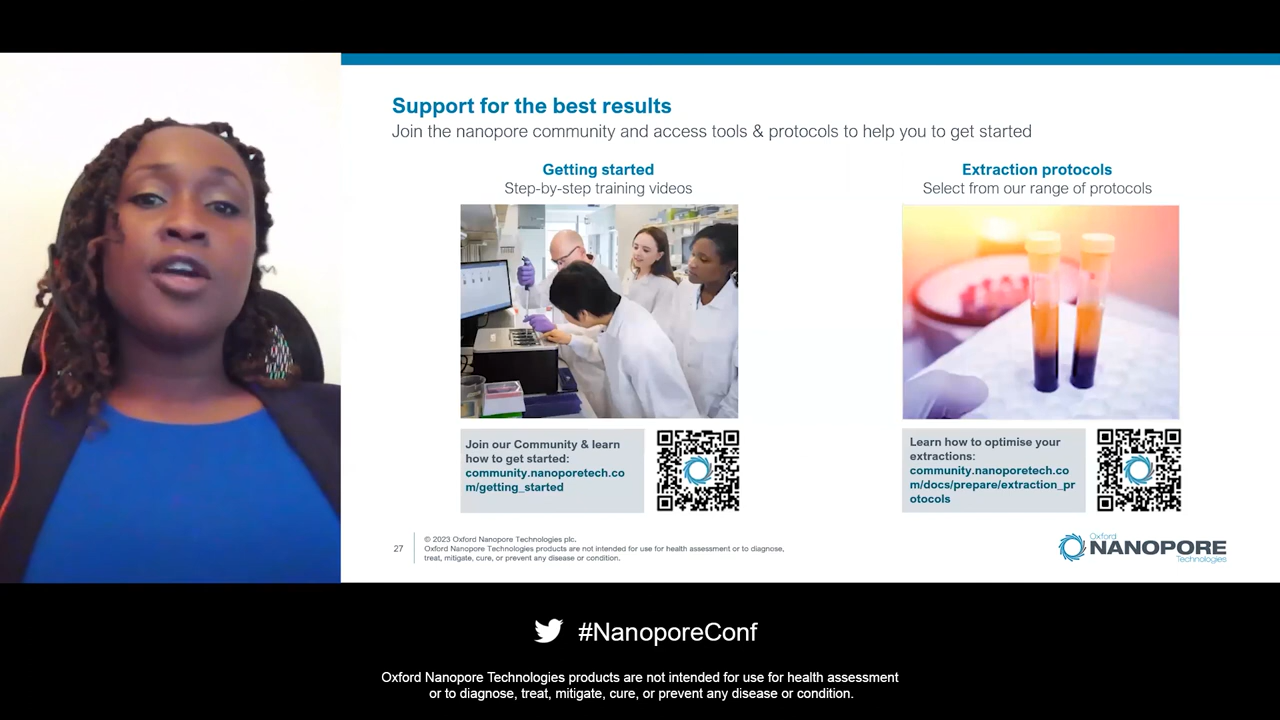 Support for the best results
Join the nanopore community and access tools & protocols to help you to get started
Getting started
Step-by-step training videos
Extraction protocols
Select from our range of protocols
Join our Community & learn
how to get started:
community.nanoporetech.co
m/getting_started
Learn how to optimise your
extractions:
community.nanoporetech.co
m/docs/prepare/extraction_pr
otocols
27
© 2023 Oxford Nanopore Technologies plc.
Oxford Nanopore Technologies products are not intended for use for health assessment or to diagnose,
treat, mitigate, cure, or prevent any disease or condition.
Oxford
NANOPORE
Technologies
#NanoporeConf
Oxford Nanopore Technologies products are not intended for use for health assessment
or to diagnose, treat, mitigate, cure, or prevent any disease or condition.